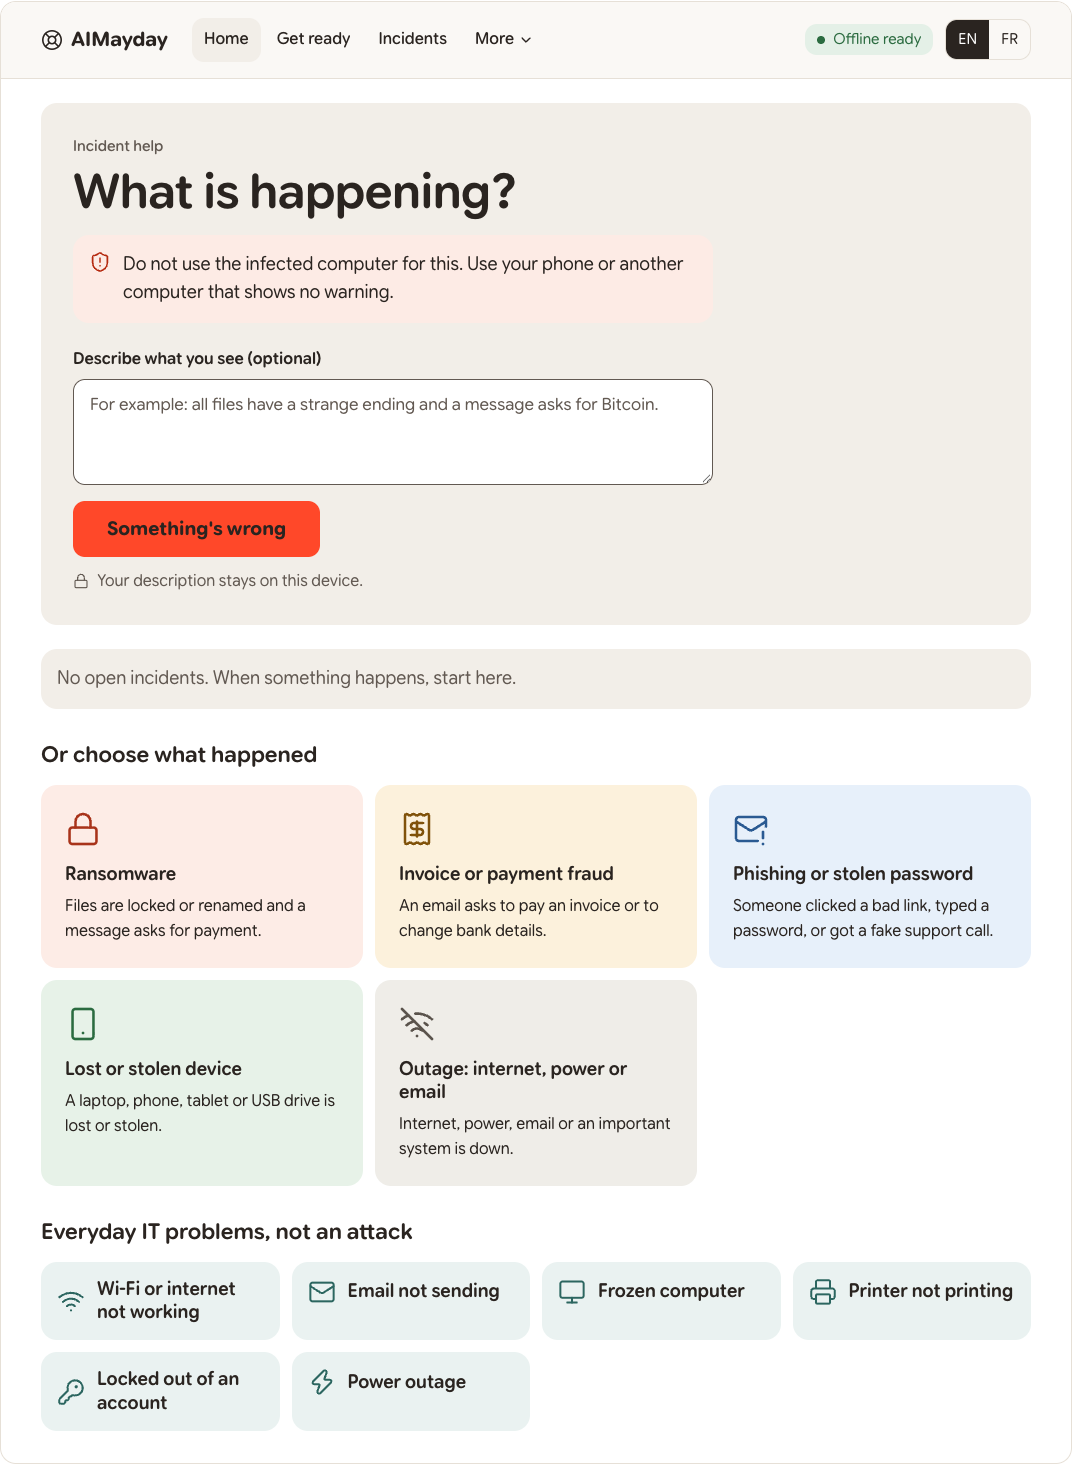 AIMayday
Home
Get ready
Incidents
More
Offline ready
EN
FR
Incident help
What is happening?
Do not use the infected computer for this. Use your phone or another
computer that shows no warning.
Describe what you see (optional)
For example: all files have a strange ending and a message asks for Bitcoin.
Something's wrong
Your description stays on this device.
No open incidents. When something happens, start here.
Or choose what happened
Ransomware
Files are locked or renamed and a
message asks for payment.
Invoice or payment fraud
An email asks to pay an invoice or to
change bank details.
Phishing or stolen password
Someone clicked a bad link, typed a
password, or got a fake support call.
Lost or stolen device
A laptop, phone, tablet or USB drive is
lost or stolen.
Outage: internet, power or
email
Internet, power, email or an important
system is down.
Everyday IT problems, not an attack
Wi-Fi or internet
not working
Email not sending
Frozen computer
Printer not printing
Locked out of an
account
Power outage